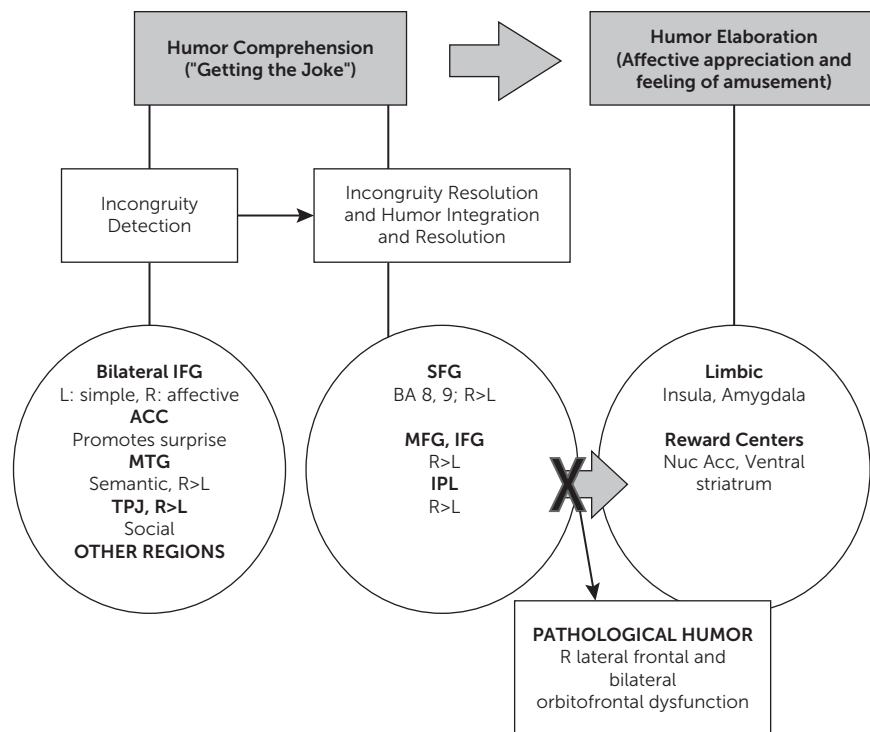 Humor Comprehension
("Getting the Joke")
Humor Elaboration
(Affective appreciation and
feeling of amusement)
Incongruity
Detection
Incongruity Resolution
and Humor Integration
and Resolution
Bilateral IFG
L: simple, R: affective
ACC
Promotes surprise
MTG
Semantic, R>L
TPJ, R>L
Social
OTHER REGIONS
SFG
BA 8, 9; R>L
MFG, IFG
R>L
IPL
R>L
X
Limbic
Insula, Amygdala
Reward Centers
Nuc Acc, Ventral
striatrum
PATHOLOGICAL HUMOR
R lateral frontal and
bilateral
orbitofrontal dysfunction